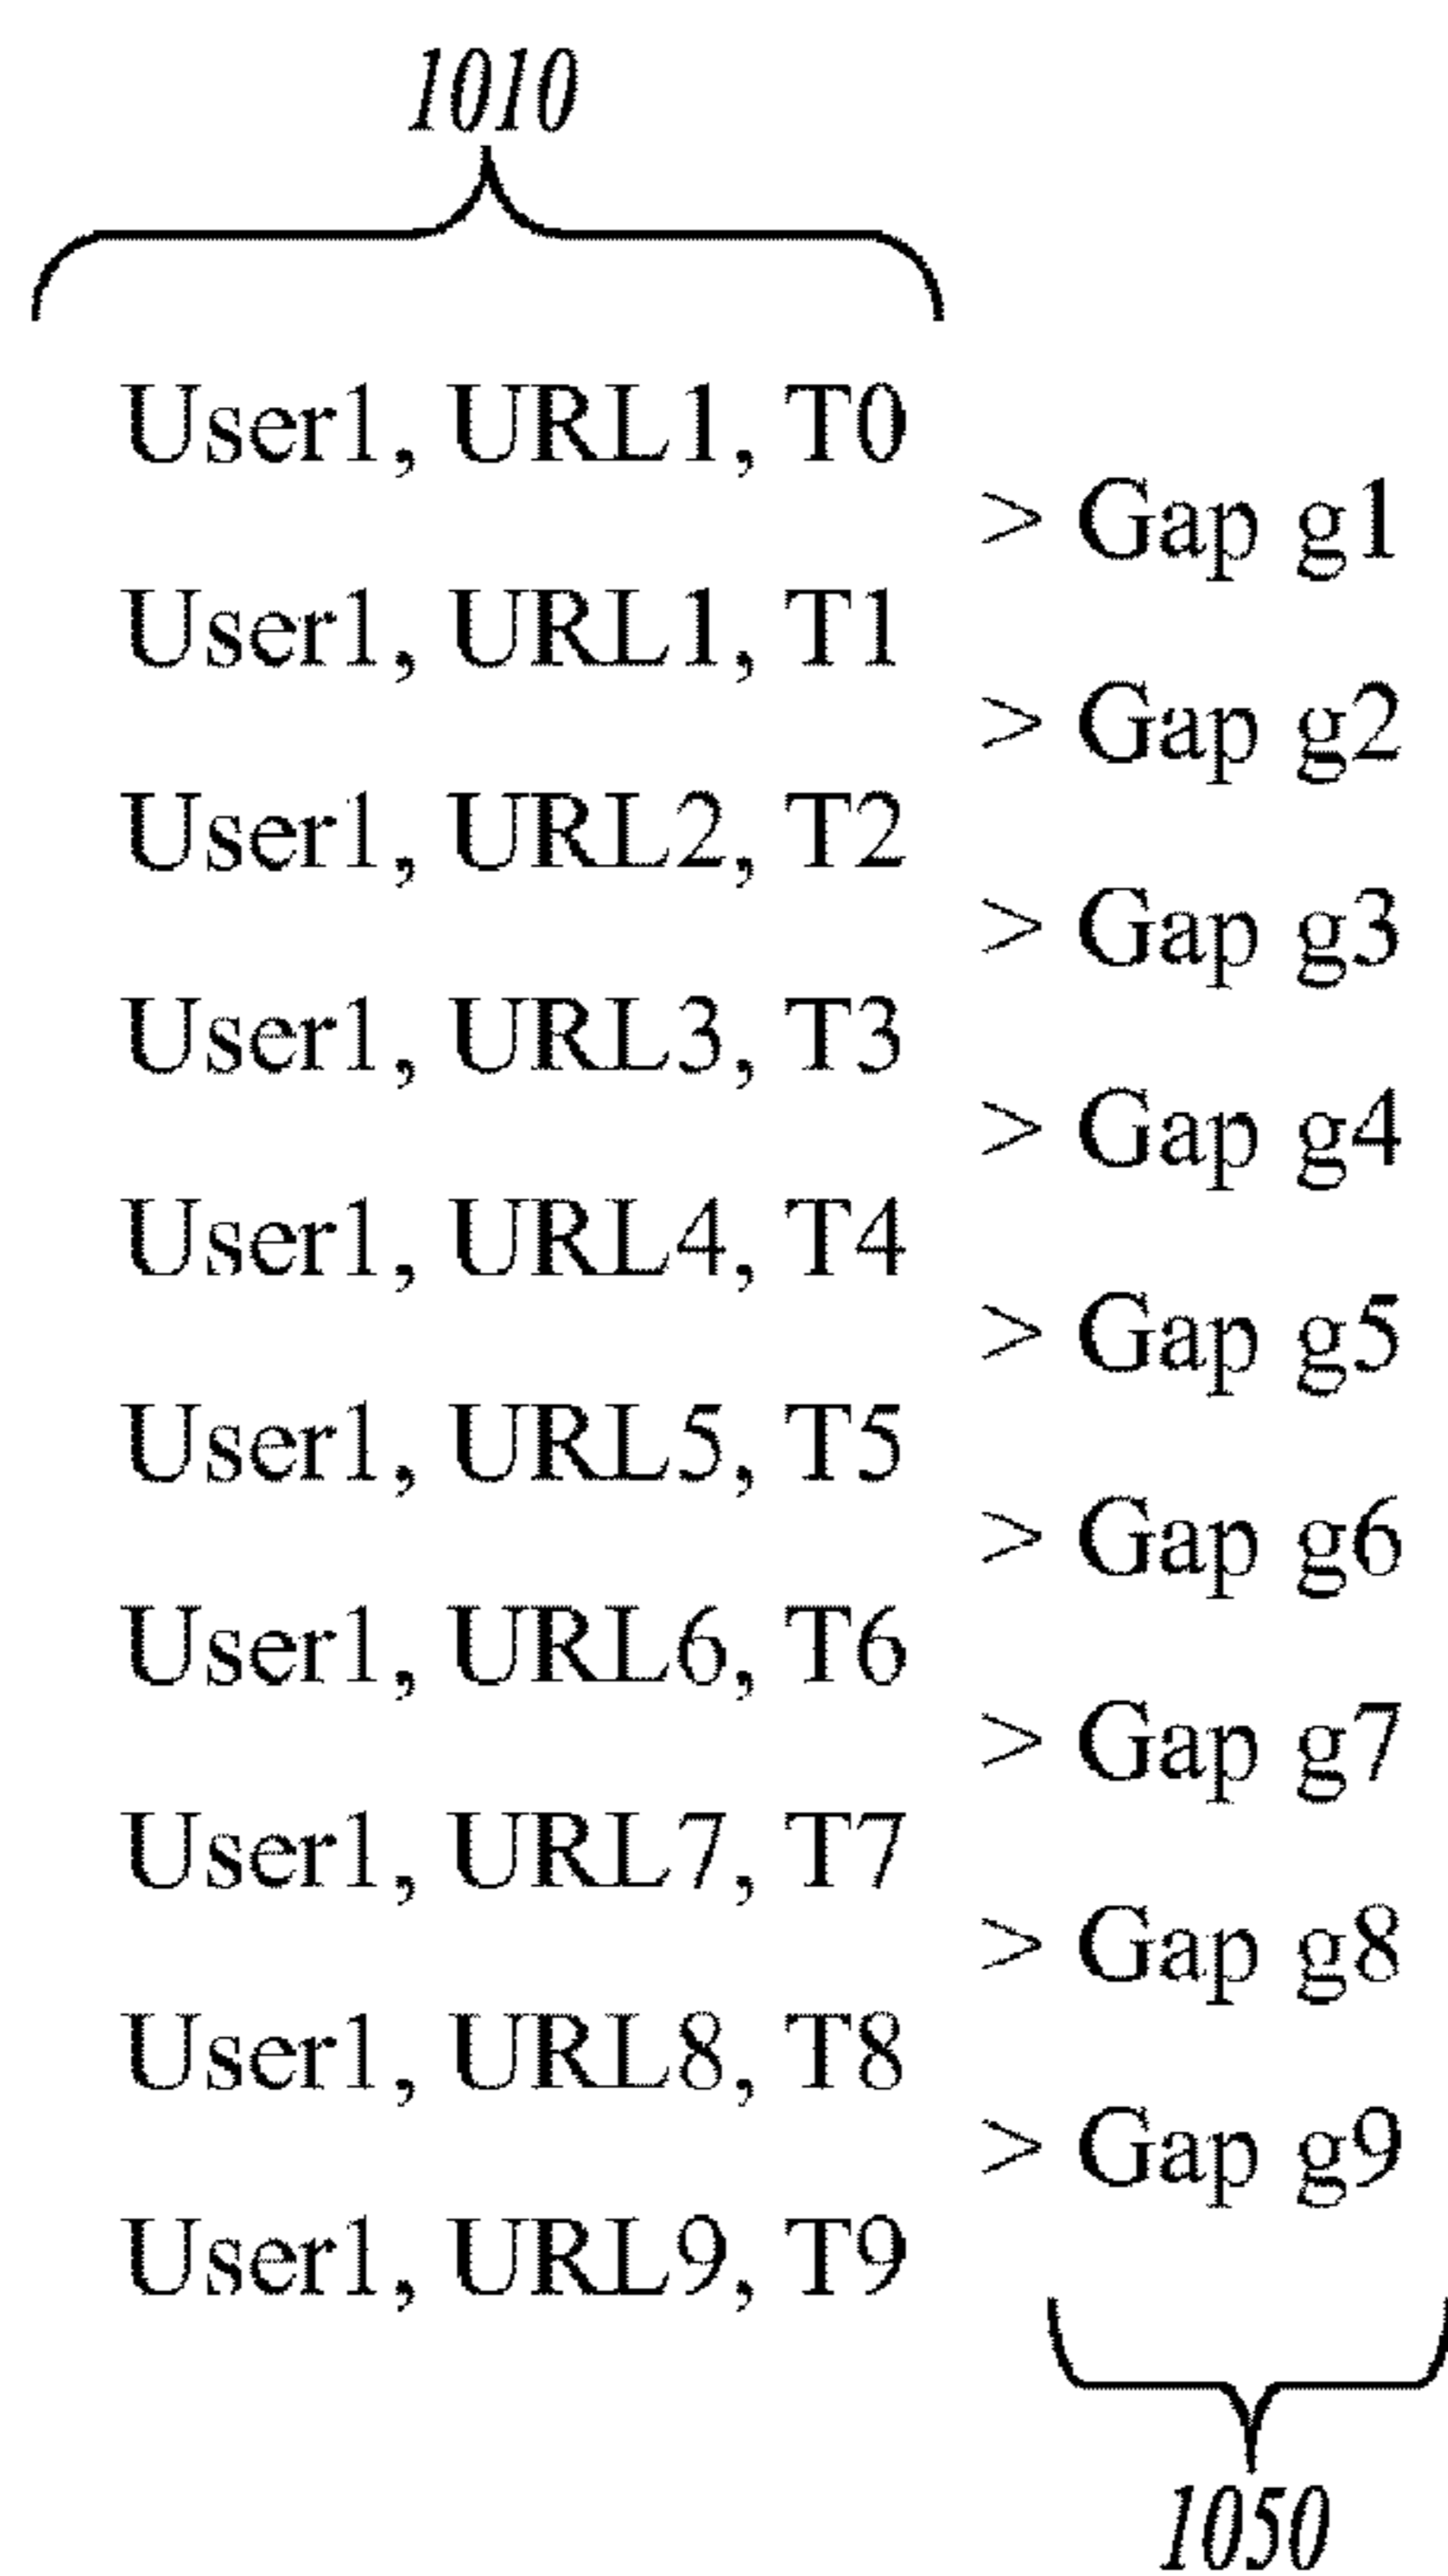 1010
User1, URL1, T0
> Gap g1
User1, URL1, T1
> Gap g2
User1, URL2, T2
> Gap g3
User1, URL3, T3
> Gap g4
User1, URL4, T4
> Gap g5
User1, URL5, T5
> Gap g6
User1, URL6, T6
> Gap g7
User1, URL7, T7
> Gap g8
User1, URL8, T8
> Gap g9
User1, URL9, T9
1050